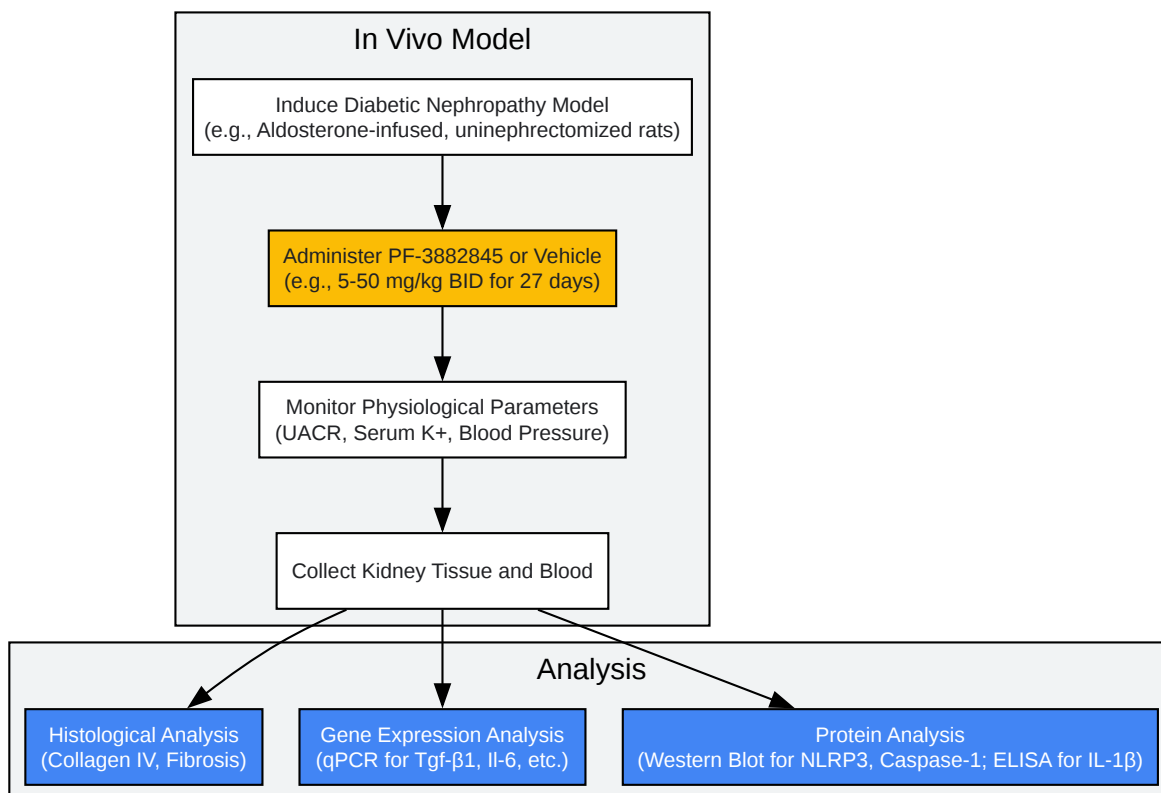 In Vivo Model
Induce Diabetic Nephropathy Model
(e.g., Aldosterone-infused, uninephrectomized rats)
Administer PF-3882845 or Vehicle
(e.g., 5-50 mg/kg BID for 27 days)
Monitor Physiological Parameters
(UACR, Serum K+, Blood Pressure)
Collect Kidney Tissue and Blood
Analysis
Histological Analysis
(Collagen IV, Fibrosis)
Gene Expression Analysis
(qPCR for Tgf-β1, Il-6, etc.)
Protein Analysis
(Western Blot for NLRP3, Caspase-1; ELISA for IL-1β)